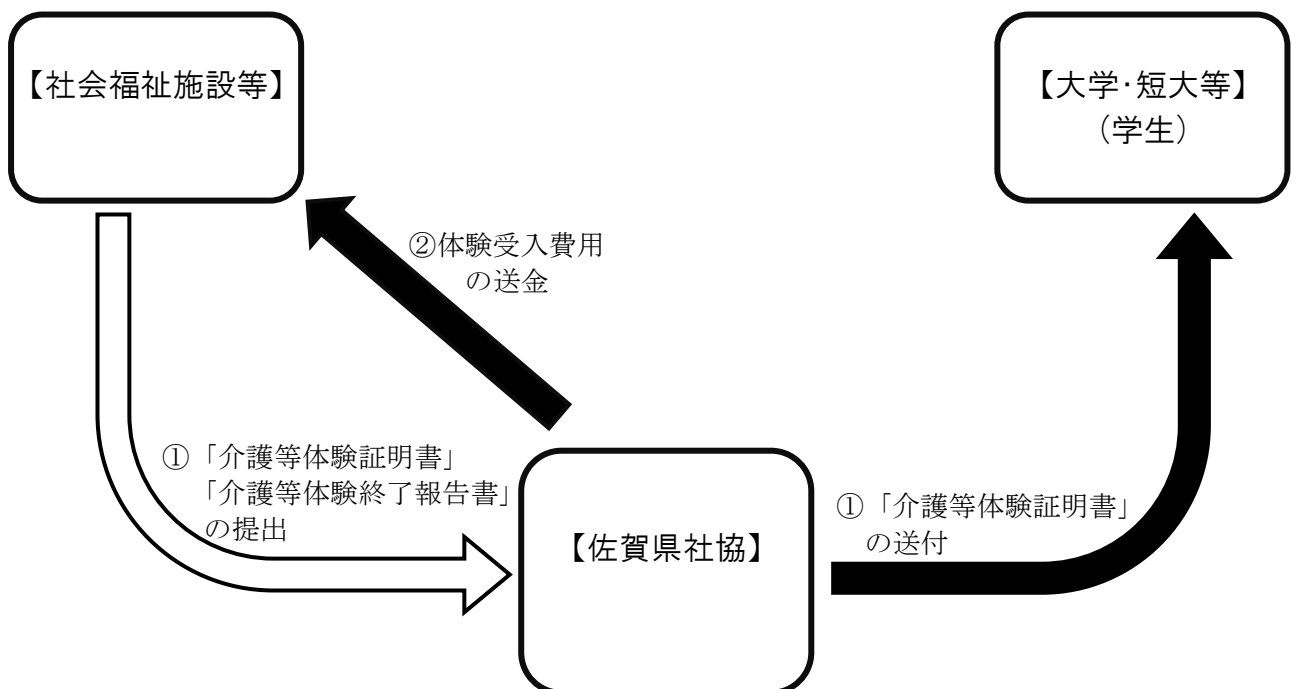 【社会福祉施設等】
【大学・短大等】
（学生）
②体験受入費用
の送金
①「介護等体験証明書」
「介護等体験終了報告書」
の提出
【佐賀県社協】
①「介護等体験証明書」
の送付